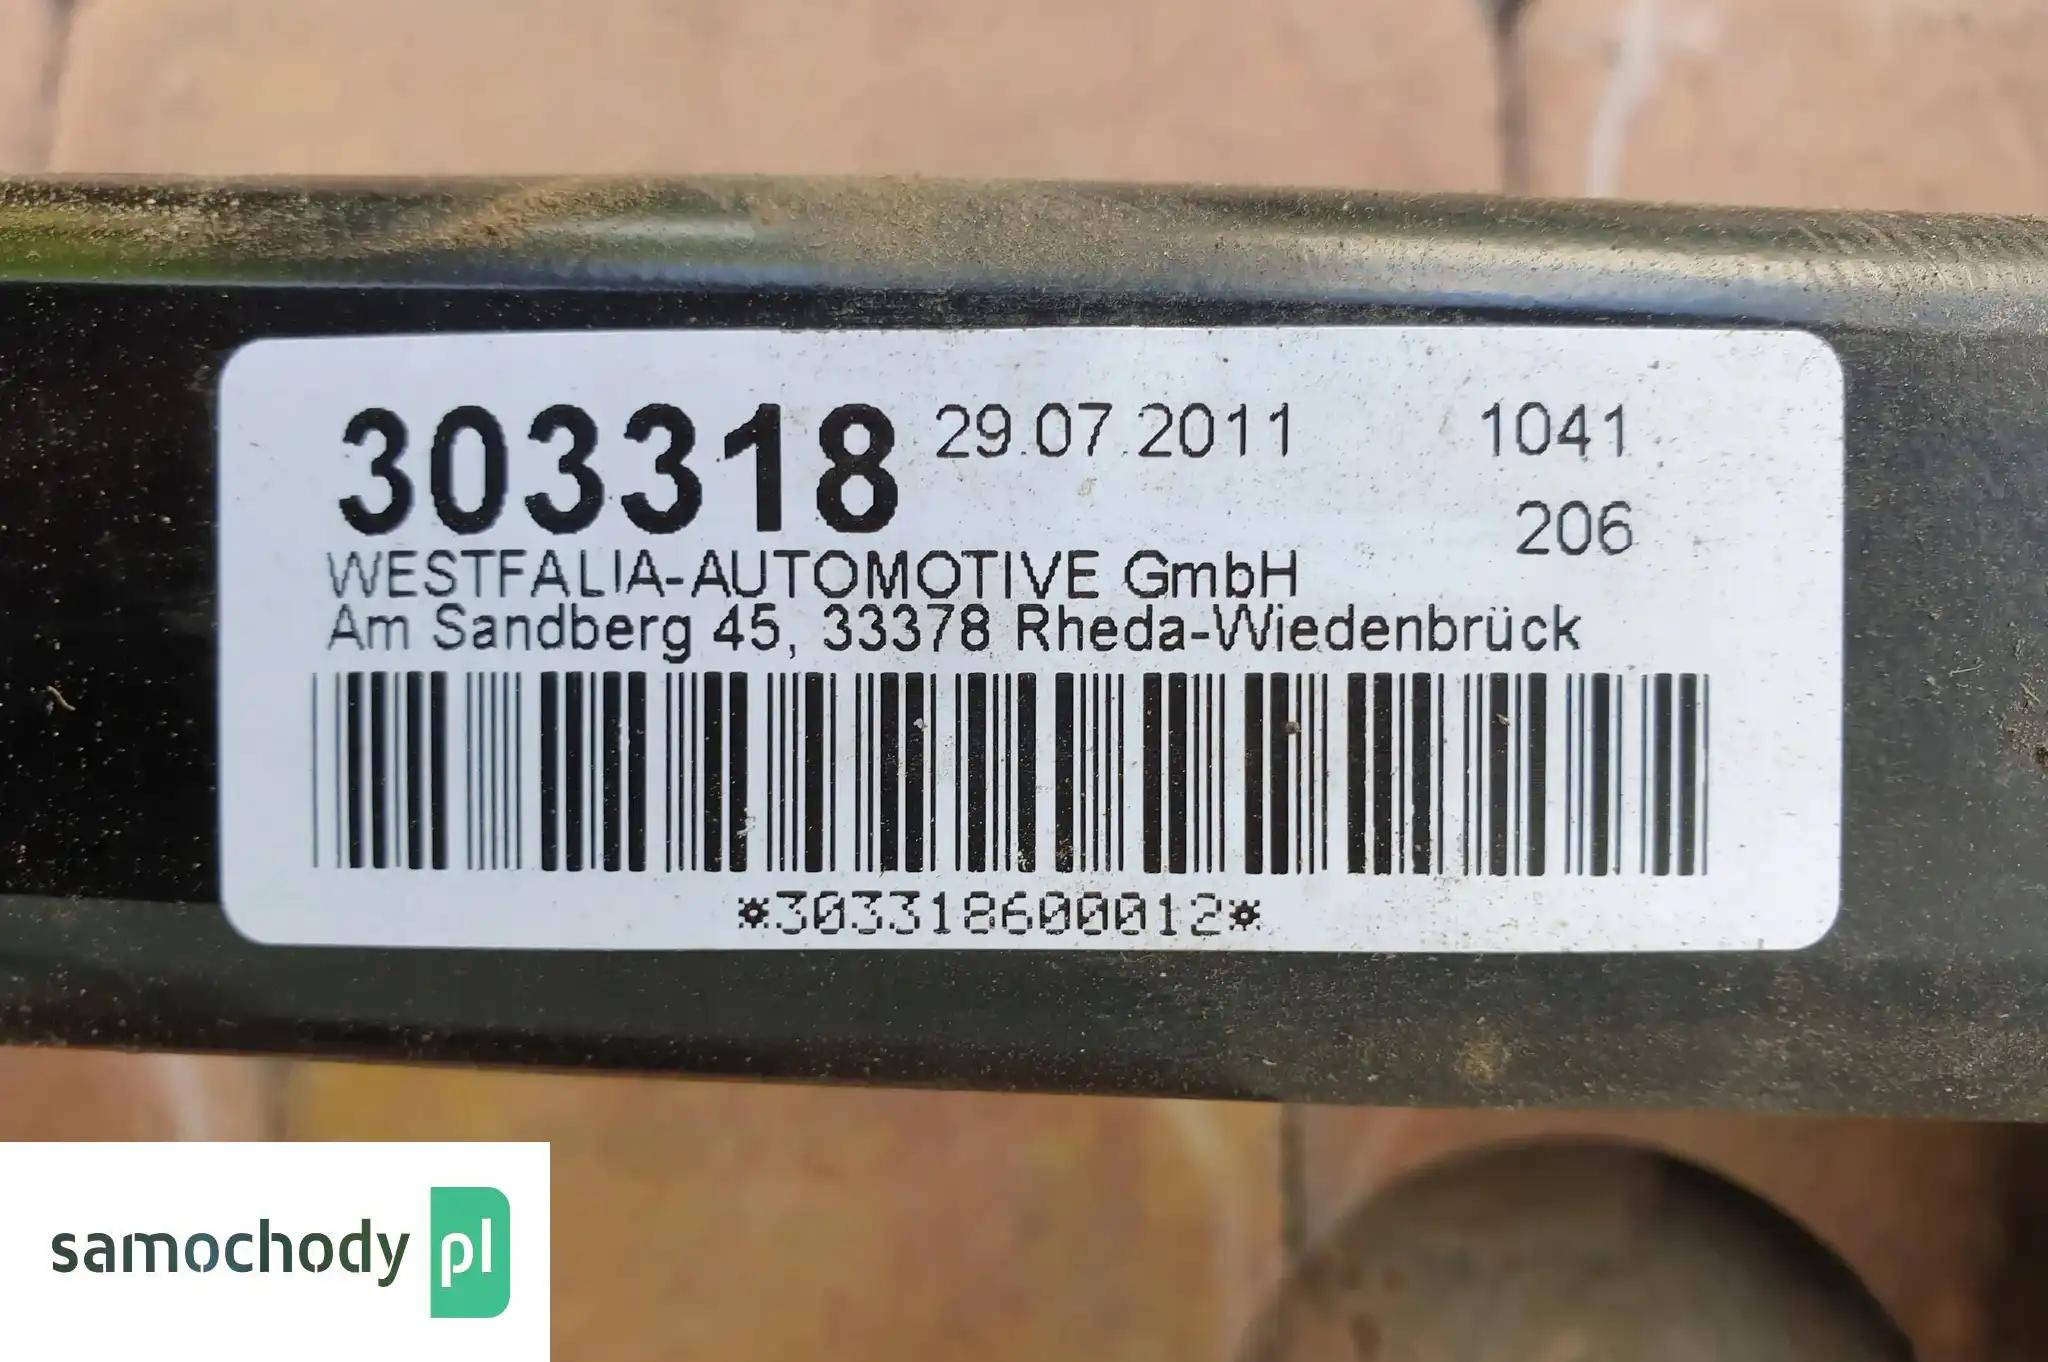 303318 29.07.2011 1041
206
WESTFALIA-AUTOMOTIVE GmbH
Am Sandberg 45, 33378 Rheda-Wiedenbrück
*303318600012*
samochody pl